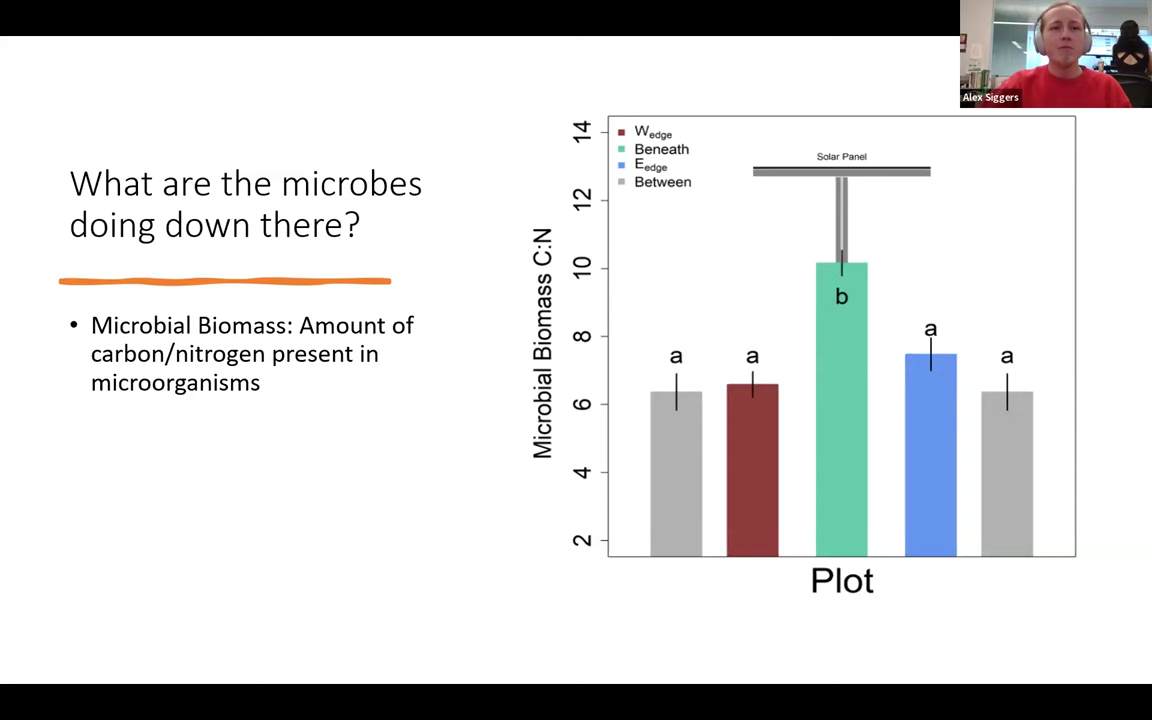 Alex Siggers
What are the microbes
doing down there?
• Microbial Biomass: Amount of
carbon/nitrogen present in
microorganisms
Wedge
Beneath
Eedge
Between
Solar Panel
Microbial Biomass C:N
14
12
10
8
6
4
2
a
a
b
a
a
Plot